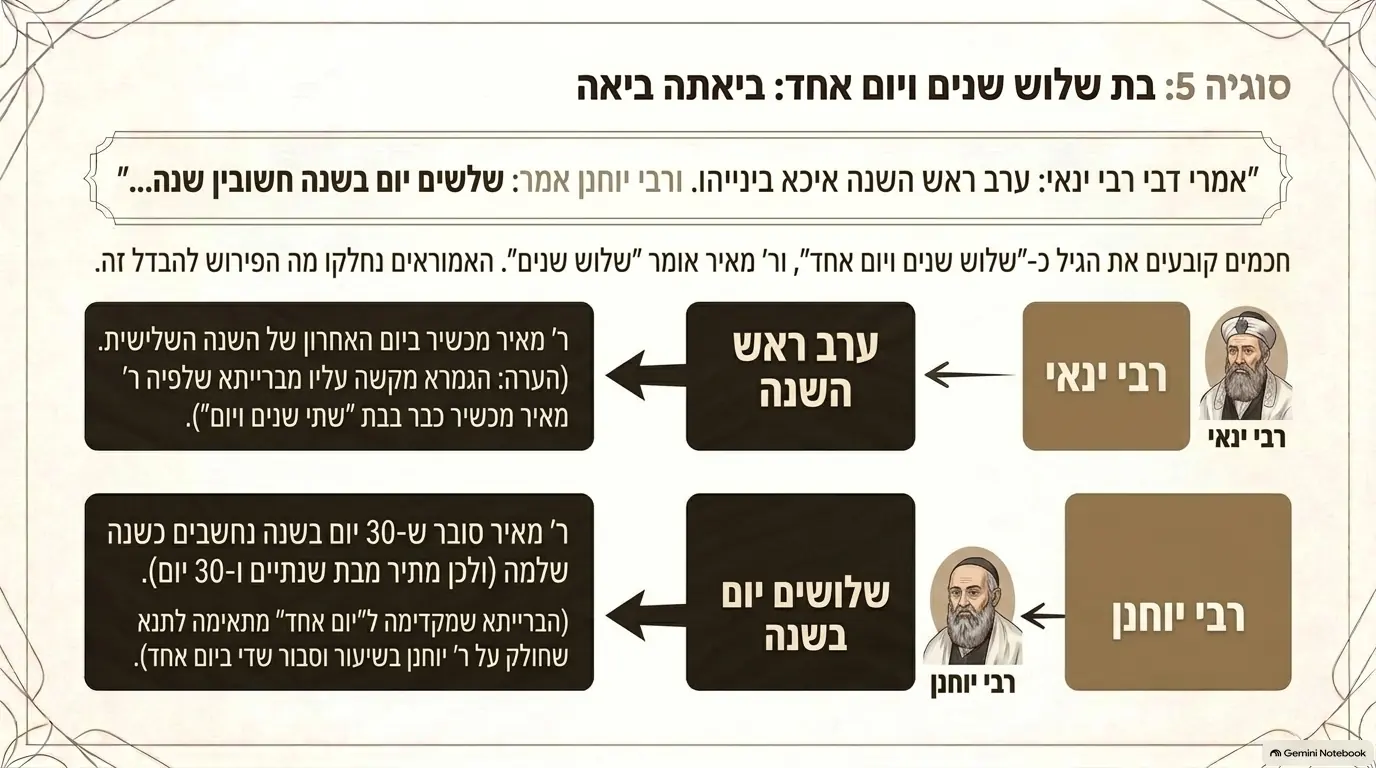 סוגיה 5: בת שלוש שנים ויום אחד: ביאתה ביאה
"אמרי דבי רבי ינאי: ערב ראש השנה איכא בינייהו. ורבי יוחנן אמר: שלשים יום בשנה חשובין שנה..."
חכמים קובעים את הגיל כ-"שלוש שנים ויום אחד", ור' מאיר אומר "שלוש שנים". האמוראים נחלקו מה הפירוש להבדל זה.
רבי ינאי
רבי ינאי
ערב ראש
השנה
ר' מאיר מכשיר ביום האחרון של השנה השלישית.
(הערה: הגמרא מקשה עליו מברייתא שלפיה ר'
מאיר מכשיר כבר בבת "שתי שנים ויום").
רבי יוחנן
רבי יוחנן
שלושים יום
בשנה
ר' מאיר סובר ש-30 יום בשנה נחשבים כשנה
שלמה (ולכן מתיר מבת שנתיים ו-30 יום).
(הברייתא שמקדימה ל"יום אחד" מתאימה לתנא
שחולק על ר' יוחנן בשיעור וסבור שדי ביום אחד).
Gemini Notebook